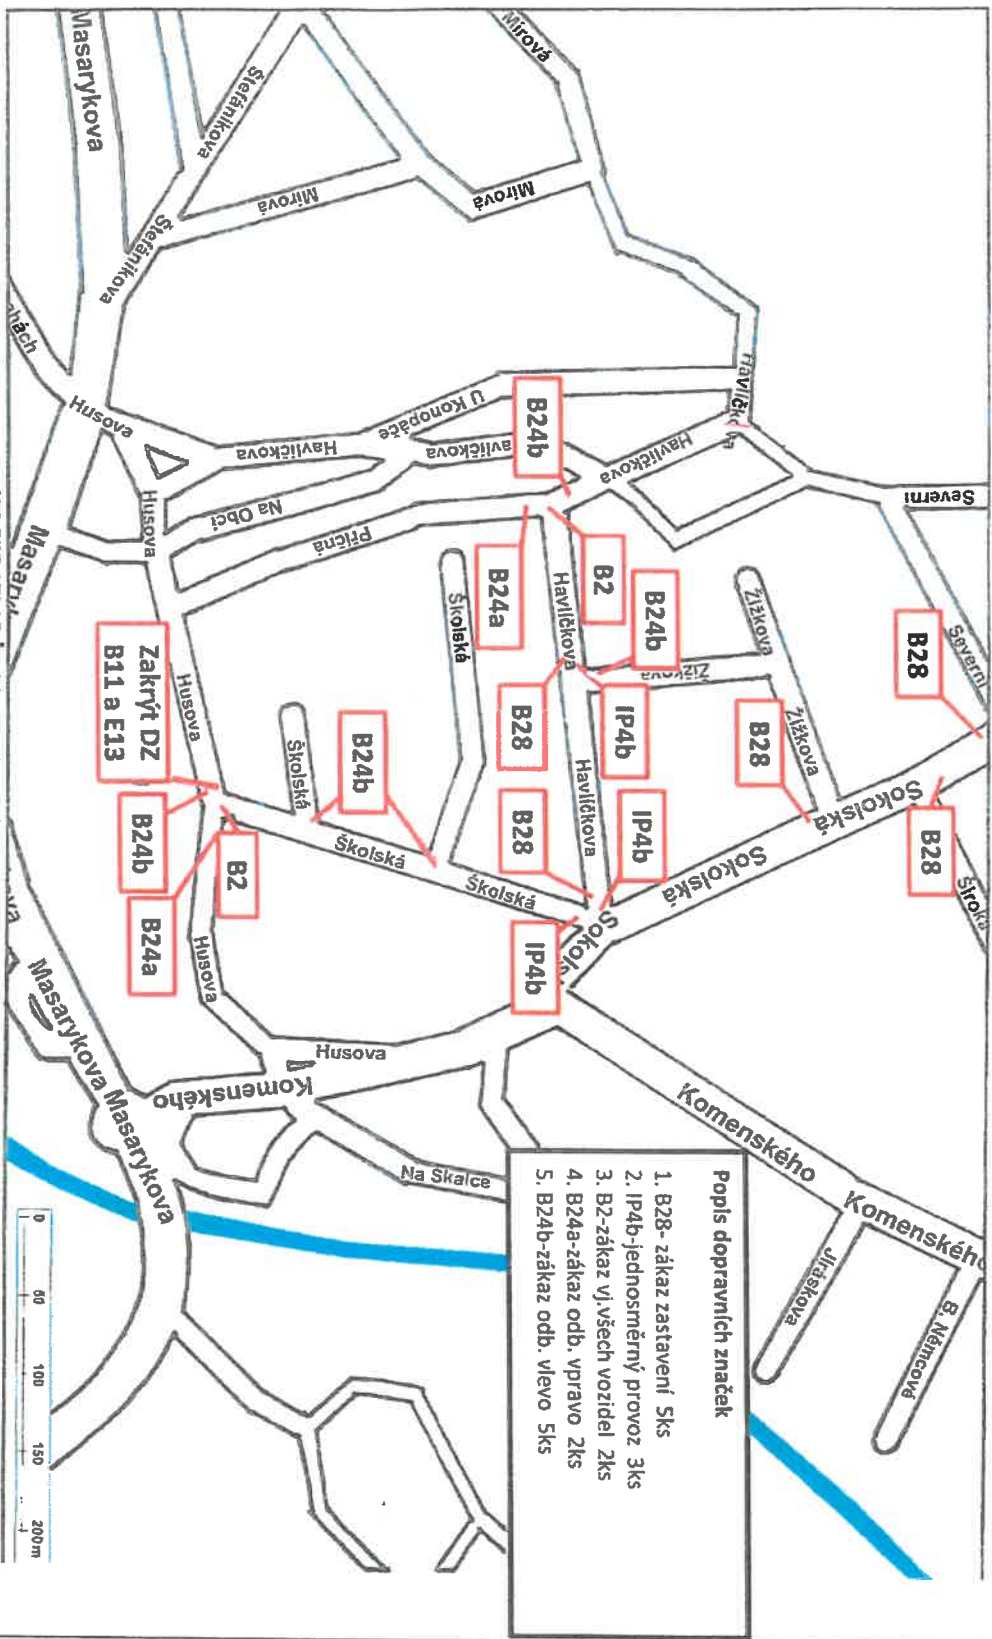 Severní
Severní
B28
Široká
B28
Komenského
B. Němcové
Mírová
Havlíčkova
Žižkova
Žižkova
B28
Sokolská
Sokolská
Komenského
Jiráskova
Popis dopravních značek
1. B28- zákaz zastavení 5ks
2. IP4b-jednosměrný provoz 3ks
3. B2-zákaz vj.všech vozidel 2ks
4. B24a-zákaz odb. vpravo 2ks
5. B24b-zákaz odb. vlevo 5ks
Mírová
Havlíčkova
B24b
B2
B24b
Žižkova
IP4b
IP4b
Havlíčkova
Havlíčkova
B24a
B28
B28
IP4b
Školská
Školská
Na Skalce
Štefánikova
Mírová
U Konopáče
Havlíčkova
Na Obci
Příčná
Školská
B24b
Školská
Husova
Komenského
Štefánikova
Husova
Husova
Husova
Zakrýt DZ
B11 a E13
B24b
B2
B24a
Husova
Masarykova
Masarykova
Masarykova
0 50 100 150 200m